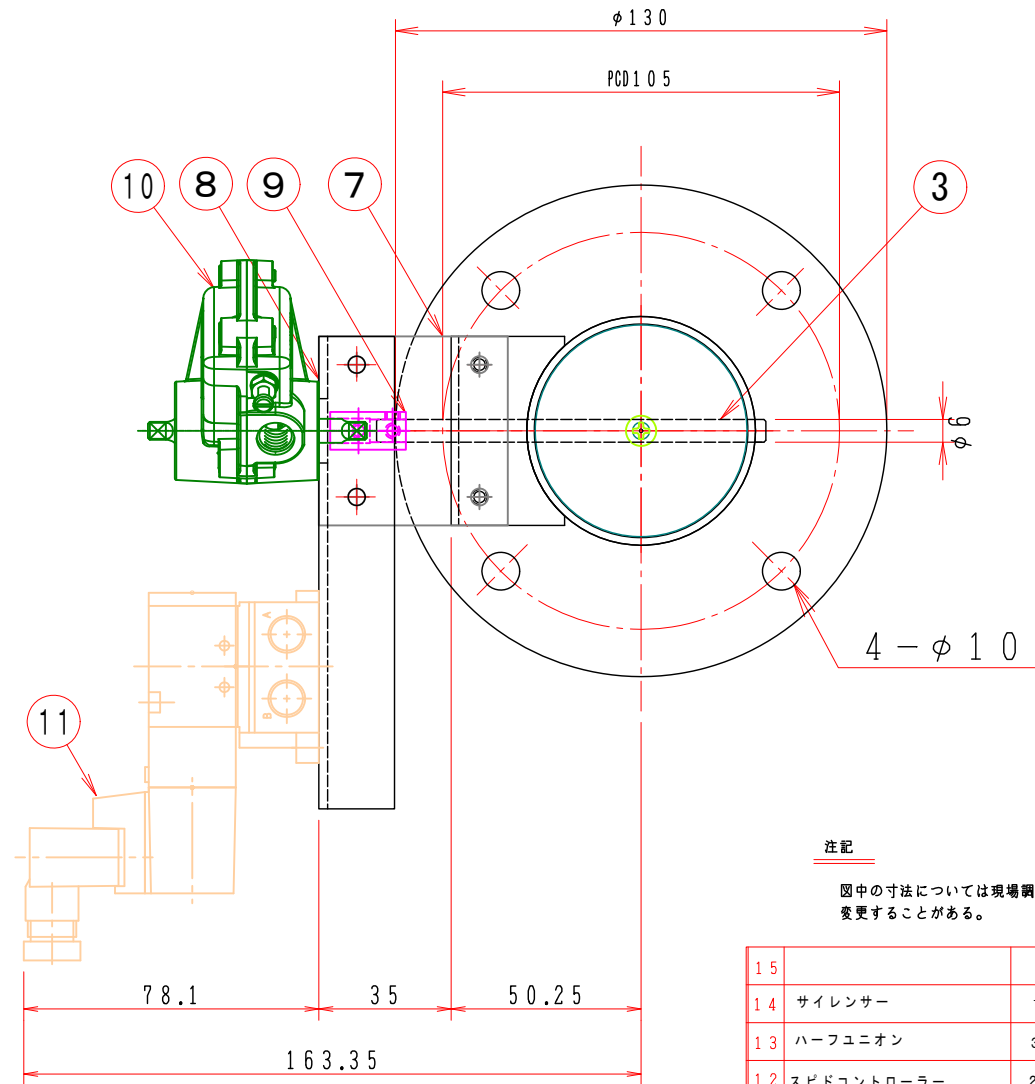 φ130
PCD105
10
8
9
7
3
φ6
A
B
4-φ10
11
注記
図中の寸法については現場調
変更することがある。
78.1
35
50.25
163.35
15
14 サイレンサー
13 ハーフユニオン 3
12 スピドコントローラー 2